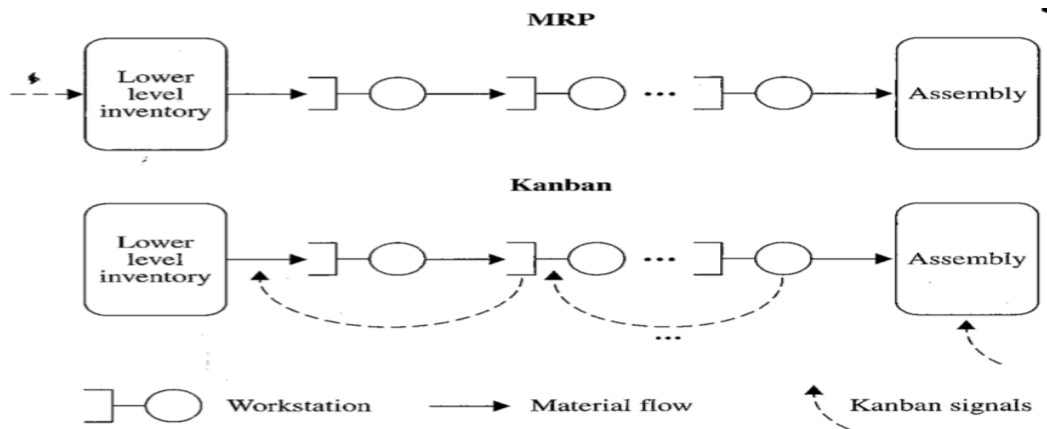 MRP
Lower
level
inventory
...
Assembly
Kanban
Lower
level
inventory
...
Assembly
...
Workstation
Material flow
Kanban signals